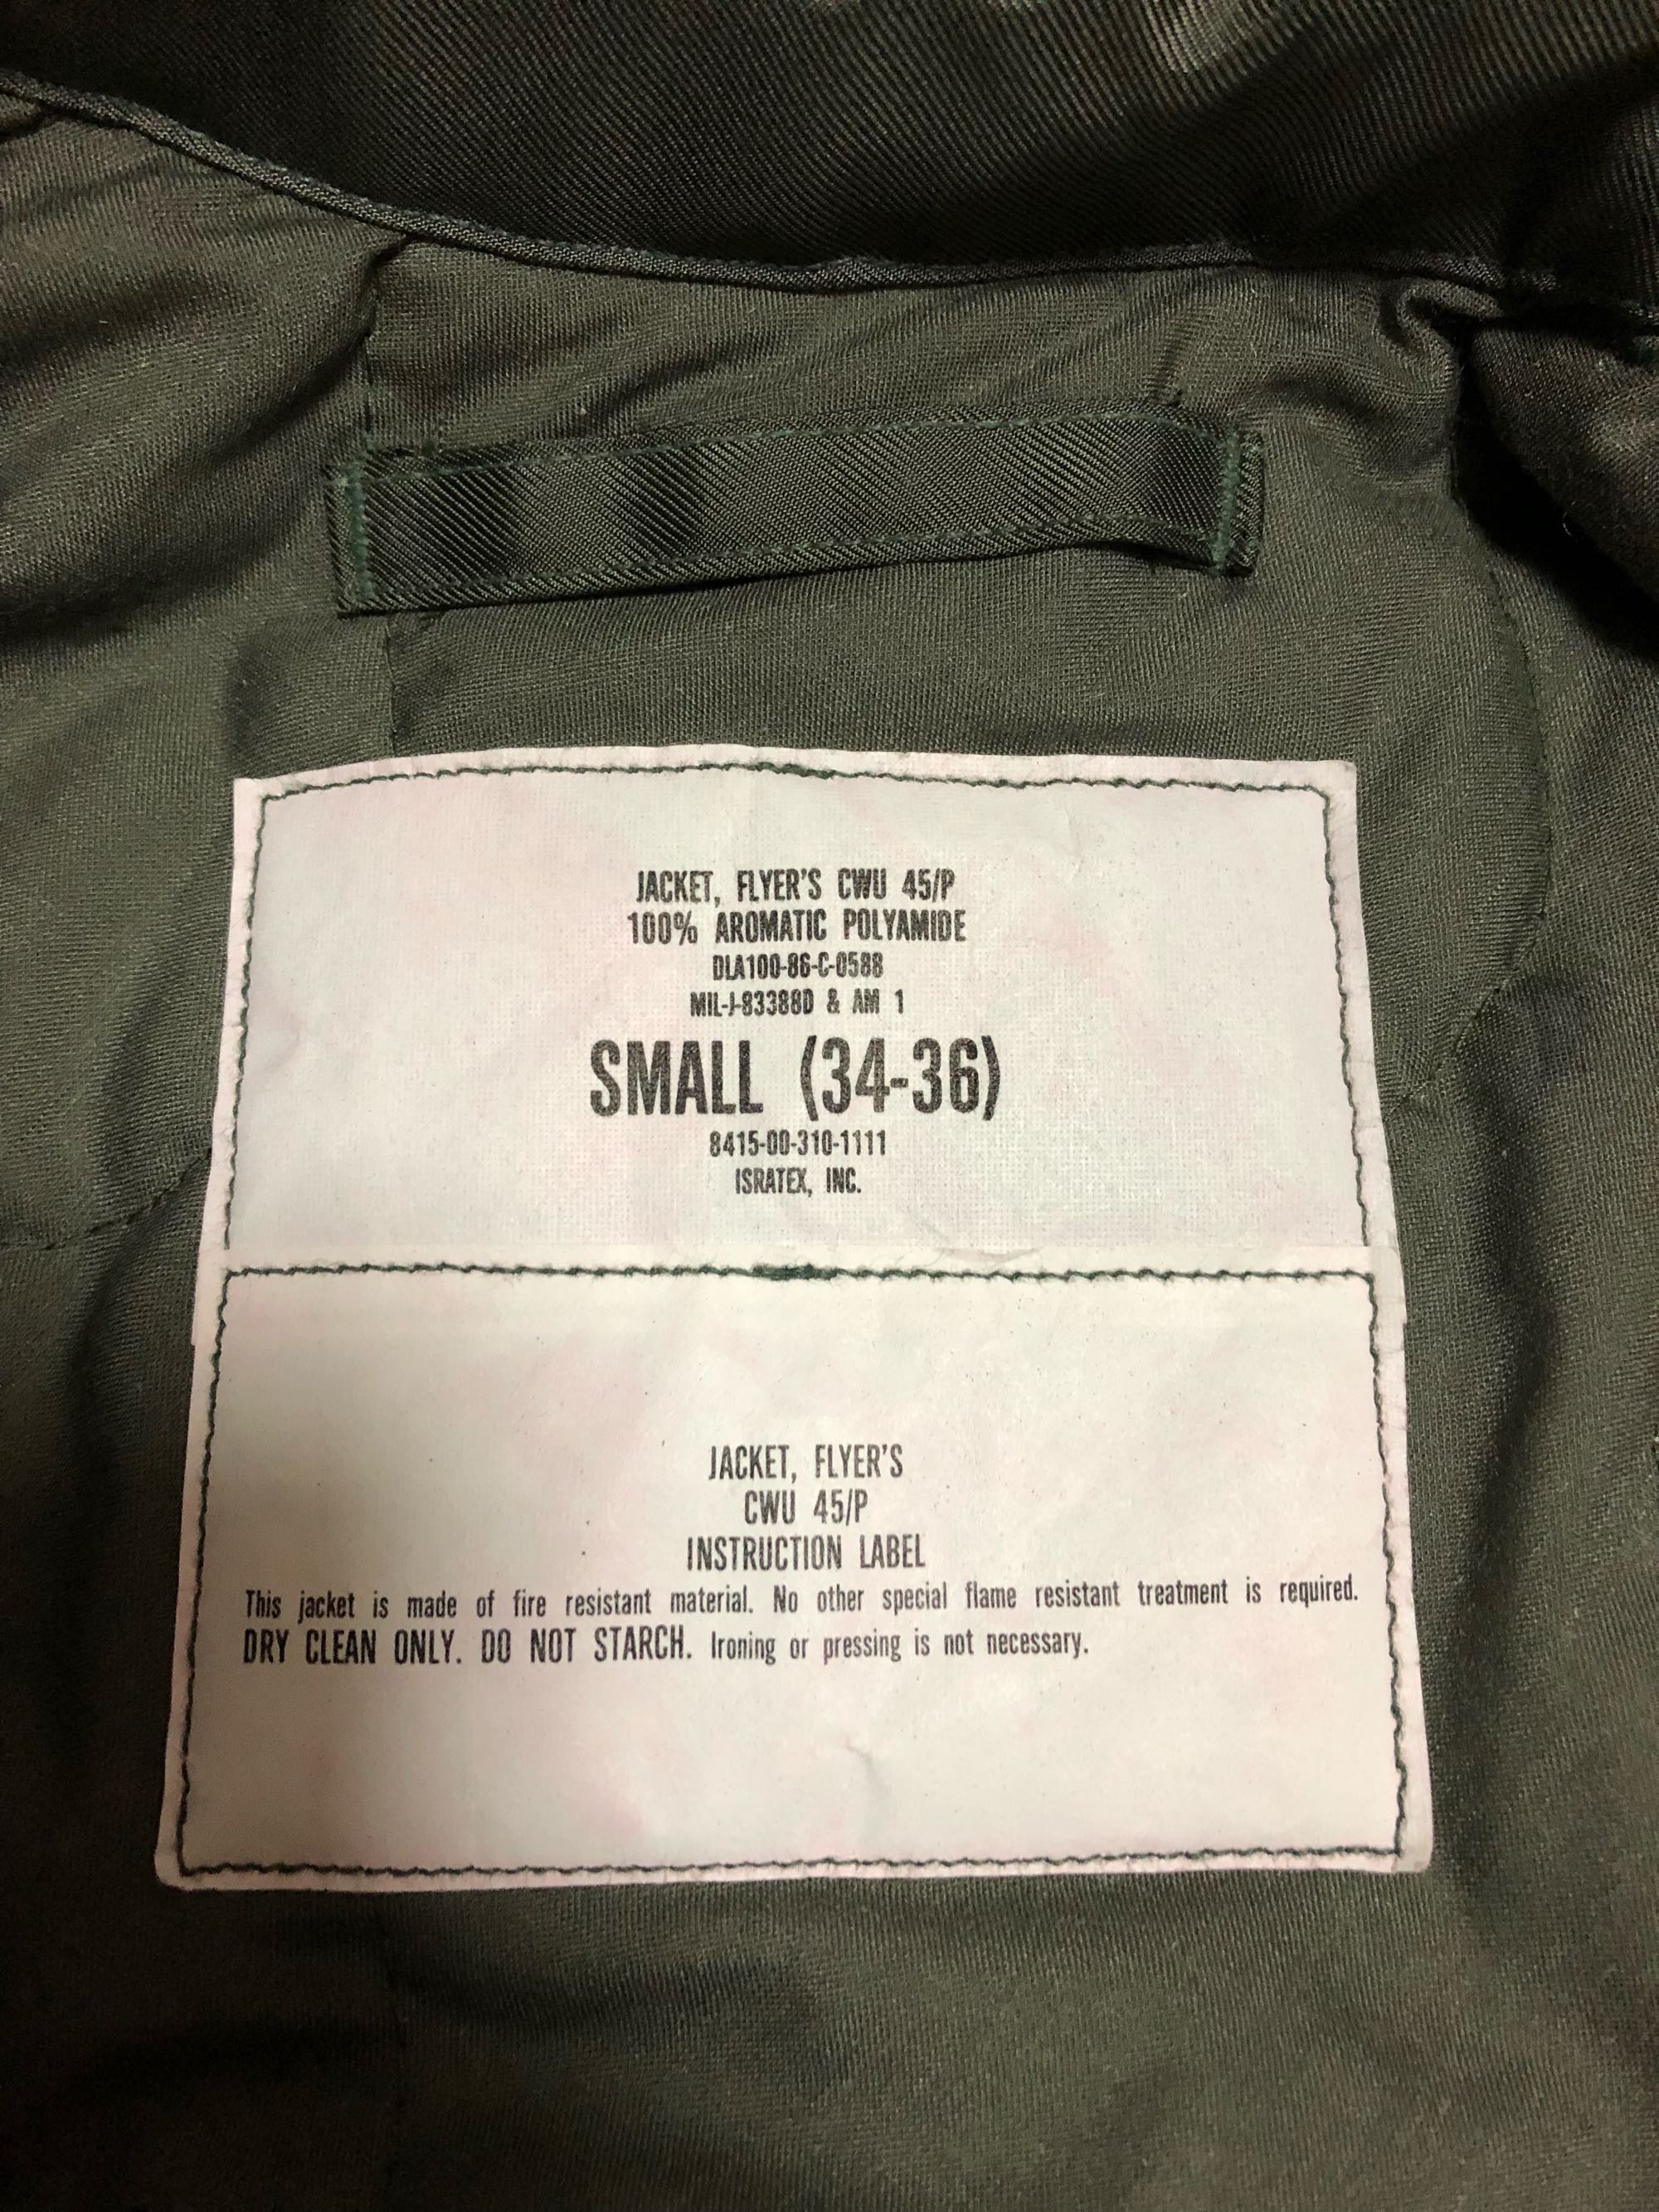 JACKET, FLYER'S CWU 45/P
100% AROMATIC POLYAMIDE
DLA100-86-C-0588
MIL-J-83388D & AM 1
SMALL (34-36)
8415-00-310-1111
ISRATEX, INC.
JACKET, FLYER'S
CWU 45/P
INSTRUCTION LABEL
This jacket is made of fire resistant material. No other special flame resistant treatment is required.
DRY CLEAN ONLY. DO NOT STARCH. Ironing or pressing is not necessary.